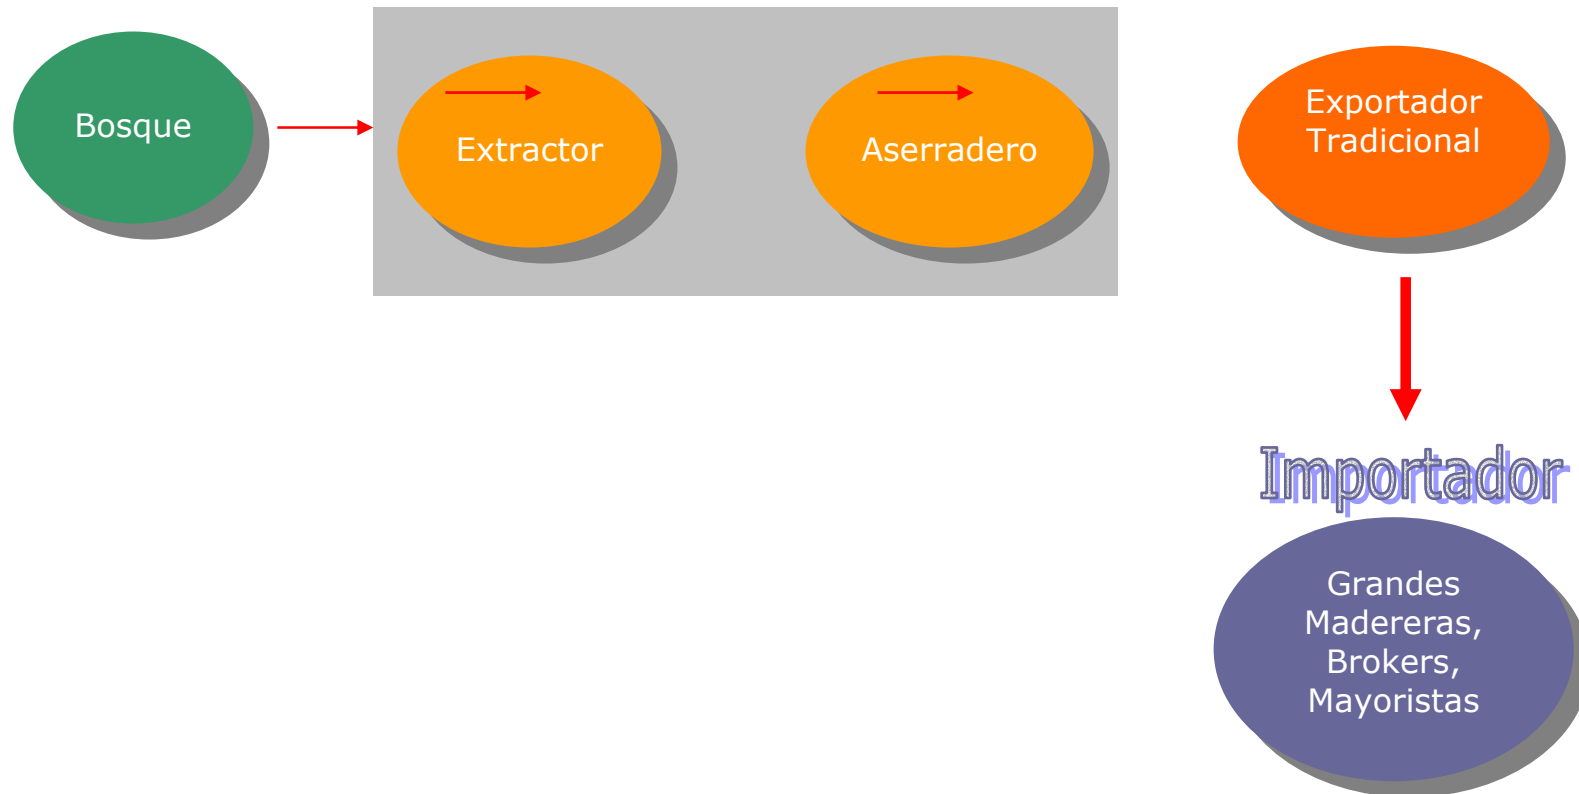 Bosque
Extractor
Aserradero
Exportador
Tradicional
Importador
Grandes
Madereras,
Brokers,
Mayoristas